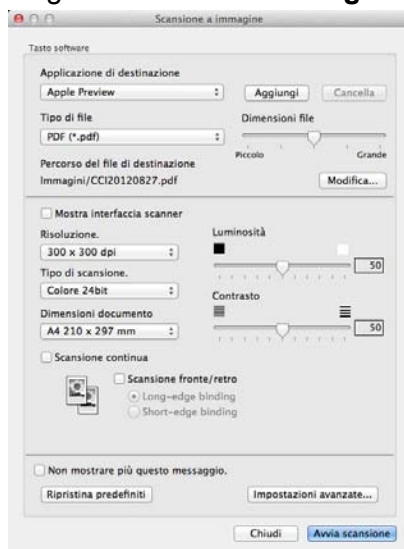 Scansione a immagine
Tasto software
Applicazione di destinazione
Apple Preview
Aggiungi
Cancella
Tipo di file
Dimensioni file
PDF (*.pdf)
Piccolo
Grande
Percorso del file di destinazione
Immagini/CCI20120827.pdf
Modifica...
Mostra interfaccia scanner
Risoluzione.
Luminosità
300 x 300 dpi
50
Tipo di scansione.
Colore 24bit
Contrasto
Dimensioni documento
A4 210 x 297 mm
50
Scansione continua
Scansione fronte/retro
Long-edge binding
Short-edge binding
Non mostrare più questo messaggio.
Ripristina predefiniti
Impostazioni avanzate...
Chiudi
Avvia scansione